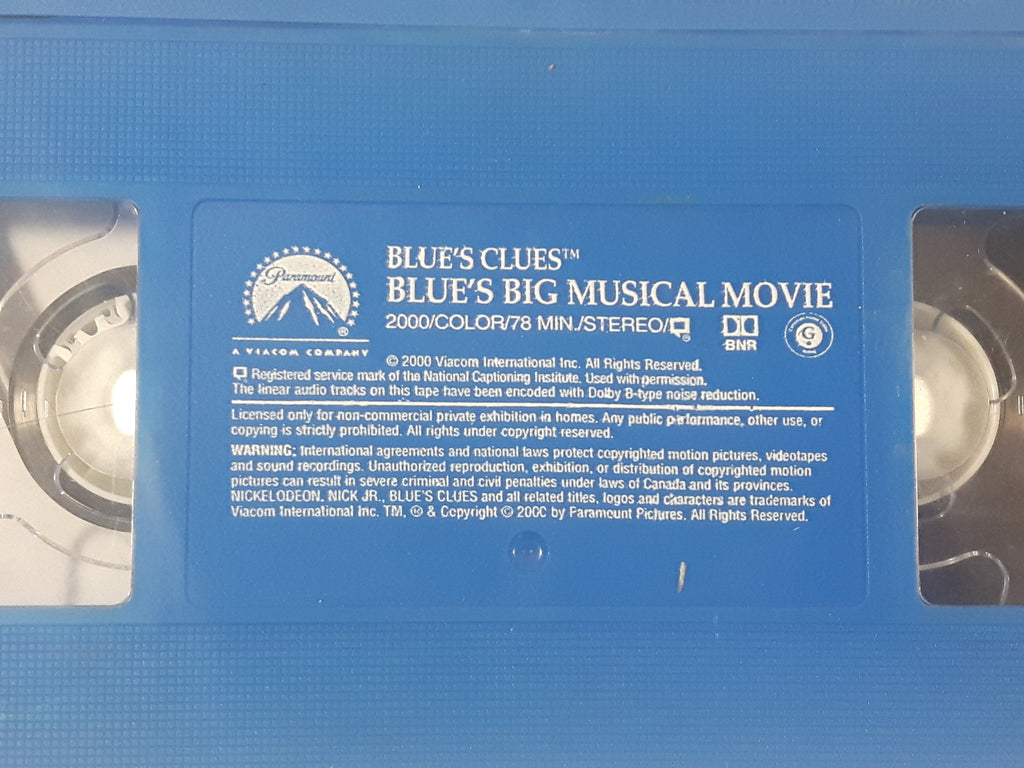 Paramount
®
A VIACOM COMPANY
BLUE'S CLUES™
BLUE'S BIG MUSICAL MOVIE
2000/COLOR/78 MIN./STEREO/
BNR
G
© 2000 Viacom International Inc. All Rights Reserved.
Registered service mark of the National Captioning Institute. Used with permission.
The linear audio tracks on this tape have been encoded with Dolby B-type noise reduction.
Licensed only for non-commercial private exhibition in homes. Any public performance, other use, or
copying is strictly prohibited. All rights under copyright reserved.
WARNING: International agreements and national laws protect copyrighted motion pictures, videotapes
and sound recordings. Unauthorized reproduction, exhibition, or distribution of copyrighted motion
pictures can result in severe criminal and civil penalties under laws of Canada and its provinces.
NICKELODEON, NICK JR., BLUE'S CLUES and all related titles, logos and characters are trademarks of
Viacom International Inc. TM, ® & Copyright © 2000 by Paramount Pictures. All Rights Reserved.